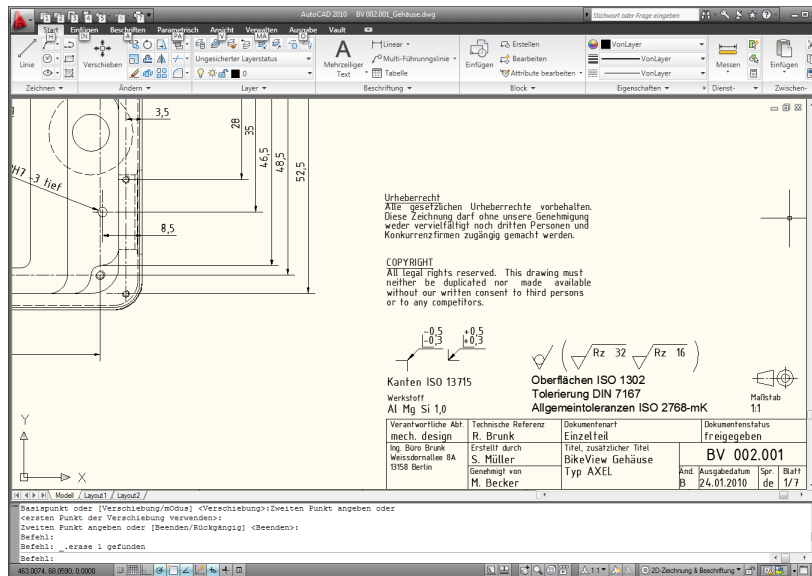 AutoCAD 2010 BV 002.001_Gehäuse.dwg
Stichwort oder Frage eingeben
Start Einfügen Beschriften Parametrisch Ansicht Verwalten Ausgabe Vault
Linie
Verschieben
Ungesicherter Layerstatus
0
Mehrzeiliger Text
Linear
Multi-Führungslinie
Tabelle
Einfügen
Erstellen
Bearbeiten
Attribute bearbeiten
VonLayer
VonLayer
VonLayer
Messen
Einfügen
Zeichnen
Ändern
Layer
Beschriftung
Block
Eigenschaften
Dienst-
Zwischen-
3,5
28
35
46,5
48,5
52,5
H7 -3 tief
8,5
Urheberrecht
Alle gesetzlichen Urheberrechte vorbehalten.
Diese Zeichnung darf ohne unsere Genehmigung
weder vervielfältigt noch dritten Personen und
Konkurrenzfirmen zugängig gemacht werden.
COPYRIGHT
All legal rights reserved. This drawing must
neither be duplicated nor made available
without our written consent to third persons
or to any competitors.
-0,5 +0,5
-0,3 +0,3
Rz 32 Rz 16
Kanten ISO 13715
Oberflächen ISO 1302
Tolerierung DIN 7167
Allgemeintoleranzen ISO 2768-mK
Werkstoff
Al Mg Si 1,0
Maßstab
1:1
Verantwortliche Abt.
mech. design
Technische Referenz
R. Brunk
Dokumentenart
Einzelteil
Dokumentenstatus
freigegeben
Ing. Büro Brunk
Weissdornallee 8A
13158 Berlin
Erstellt durch
S. Müller
Genehmigt von
M. Becker
Titel, zusätzlicher Titel
BikeView Gehäuse
Typ AXEL
BV 002.001
Änd.
B
Ausgabedatum
24.01.2010
Spr.
de
Blatt
1/7
Y
X
Modell Layout1 Layout2
Basispunkt oder [Verschiebung/mOdus] <Verschiebung>:Zweiten Punkt angeben oder
<ersten Punkt der Verschiebung verwenden>:
Zweiten Punkt angeben oder [Beenden/Rückgängig] <Beenden>:
Befehl:
Befehl: _.erase 1 gefunden
Befehl:
463.0074, 68.0590, 0.0000
1:1
2D-Zeichnung & Beschriftung